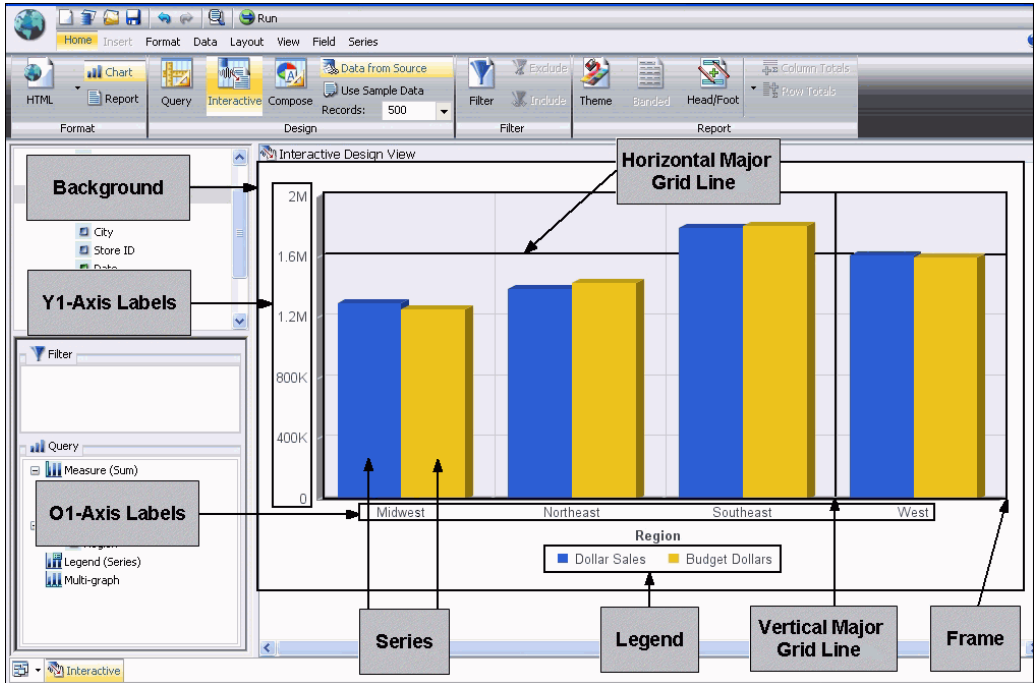 Run
Home Insert Format Data Layout View Field Series
HTML
Chart
Report
Format
Query
Interactive
Compose
Data from Source
Use Sample Data
Records: 500
Design
Filter
Exclude
Include
Filter
Theme
Banded
Head/Foot
Column Totals
Row Totals
Report
Interactive Design View
Background
Horizontal Major
Grid Line
City
Store ID
Date
Y1-Axis Labels
2M
1.6M
1.2M
800K
400K
0
Filter
Query
Measure (Sum)
O1-Axis Labels
Region
Legend (Series)
Multi-graph
Midwest Northeast Southeast West
Region
Dollar Sales Budget Dollars
Series
Legend
Vertical Major
Grid Line
Frame
Interactive